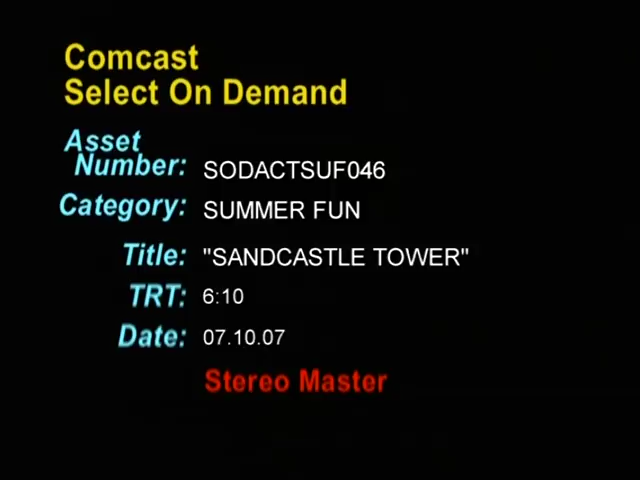 Comcast
Select On Demand
Asset
Number: SODACTSUF046
Category: SUMMER FUN
Title: "SANDCASTLE TOWER"
TRT: 6:10
Date: 07.10.07
Stereo Master